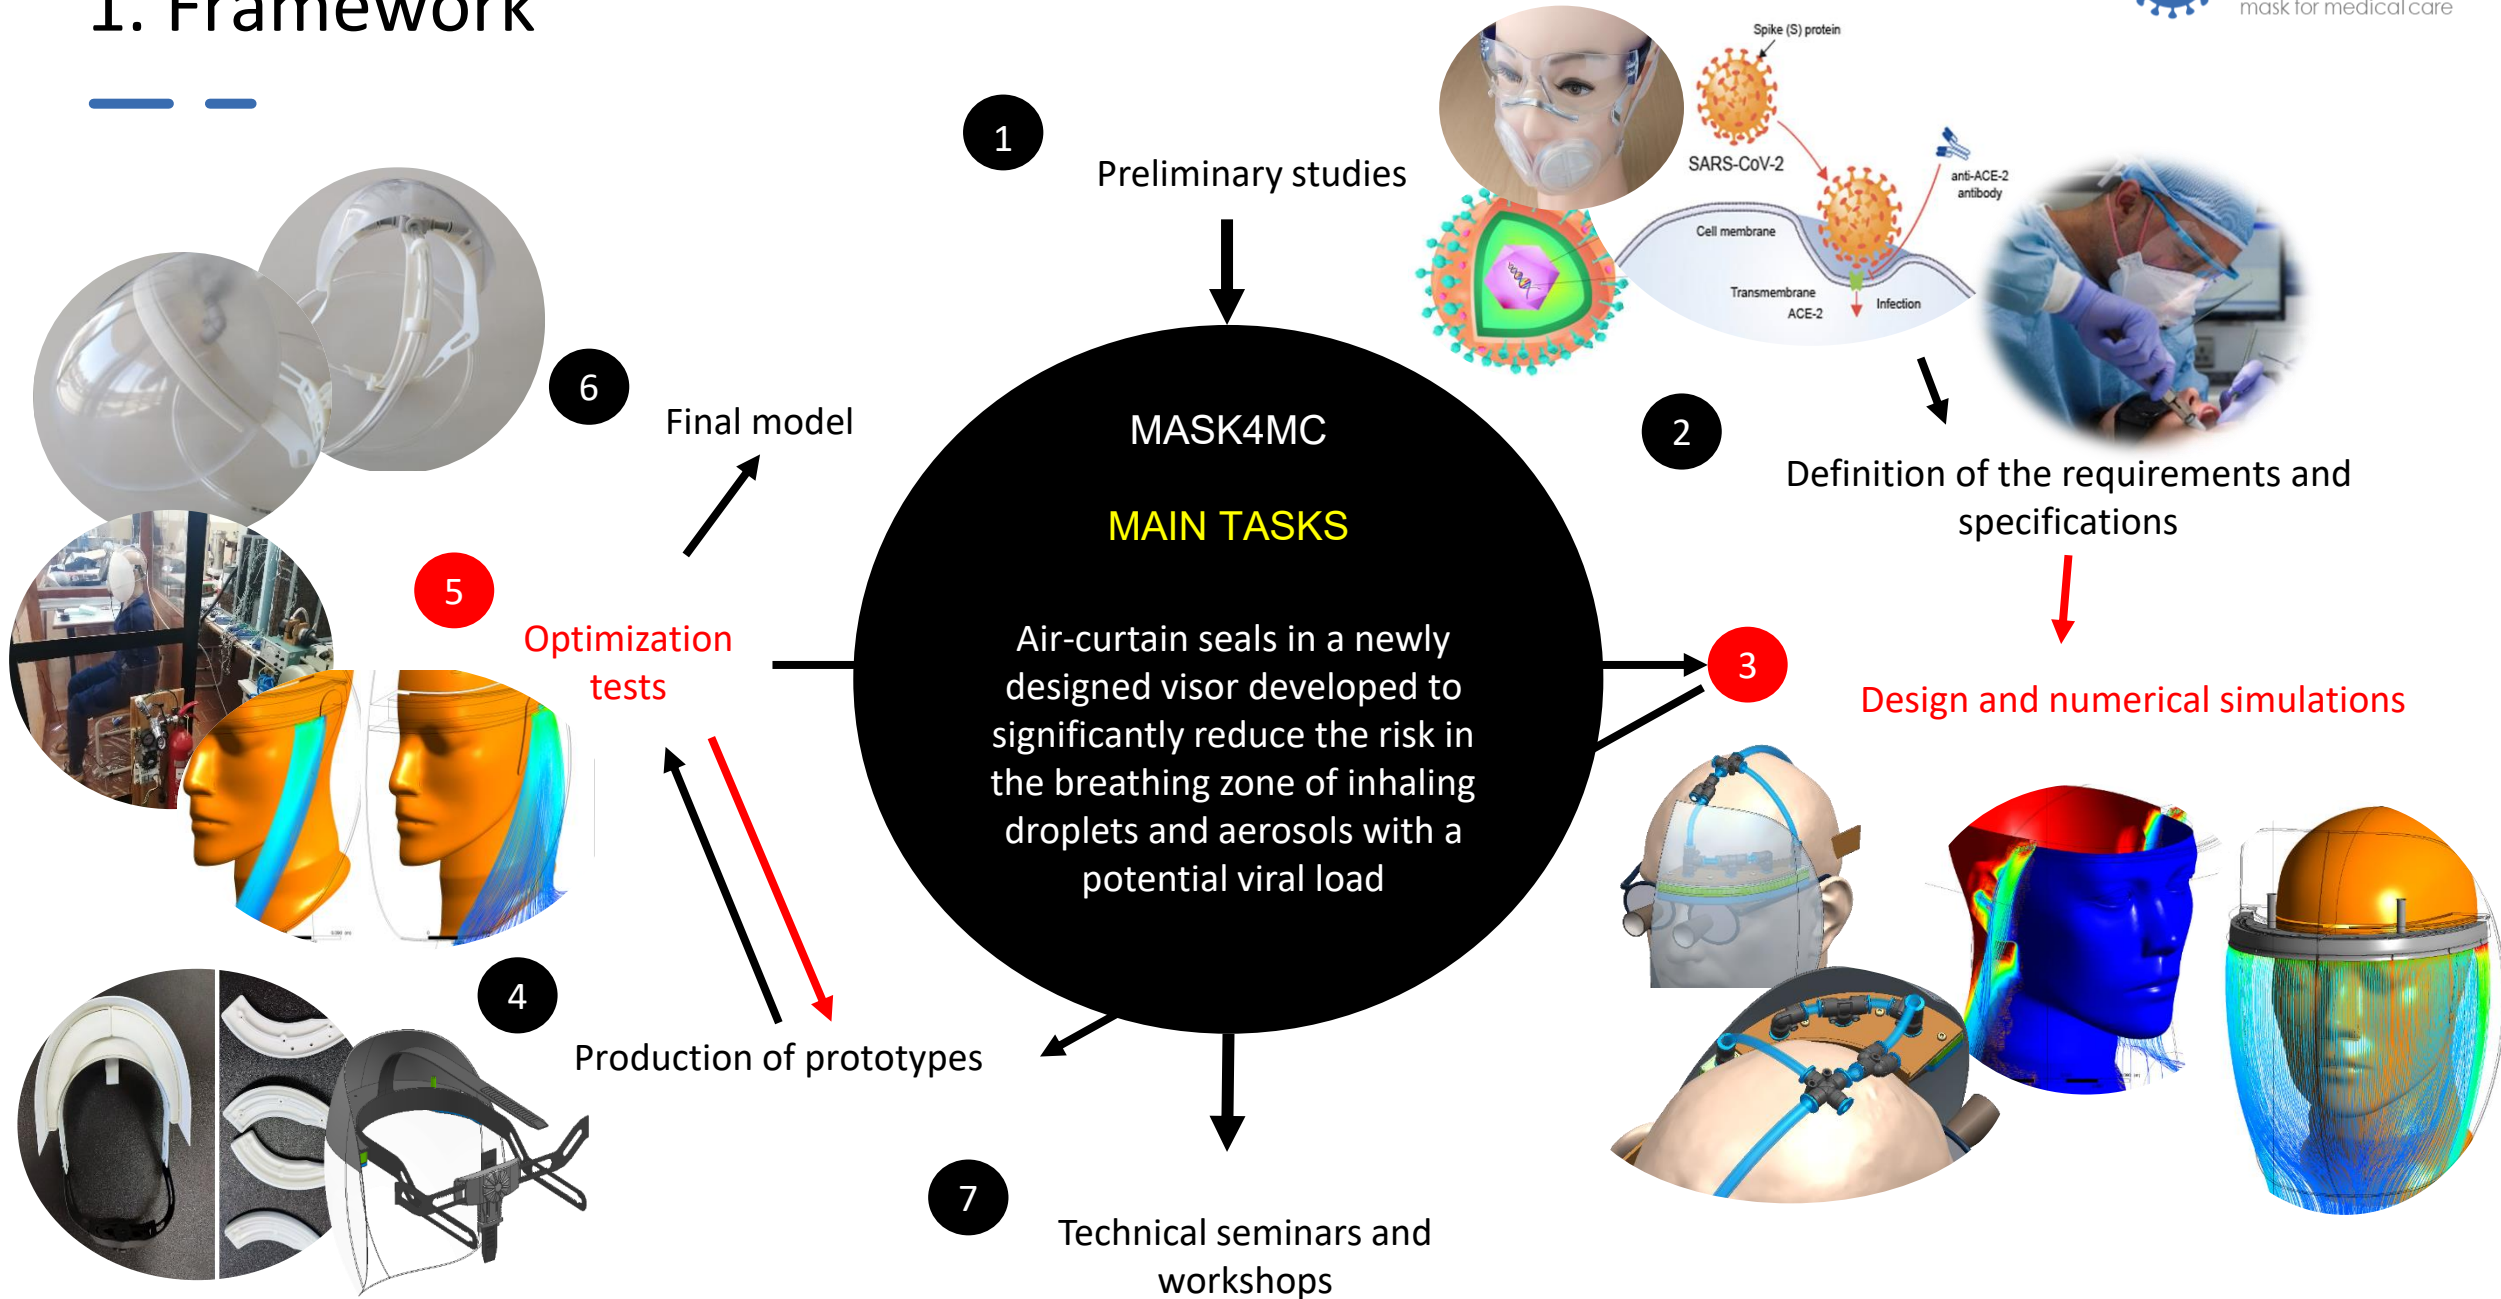 1. Framework
mask for medical care
1
Preliminary studies
Spike (S) protein
SARS-CoV-2
anti-ACE-2
antibody
Cell membrane
Transmembrane
ACE-2
Infection
2
Definition of the requirements and
specifications
3
Design and numerical simulations
MASK4MC
MAIN TASKS
Air-curtain seals in a newly
designed visor developed to
significantly reduce the risk in
the breathing zone of inhaling
droplets and aerosols with a
potential viral load
6
Final model
5
Optimization
tests
4
Production of prototypes
7
Technical seminars and
workshops